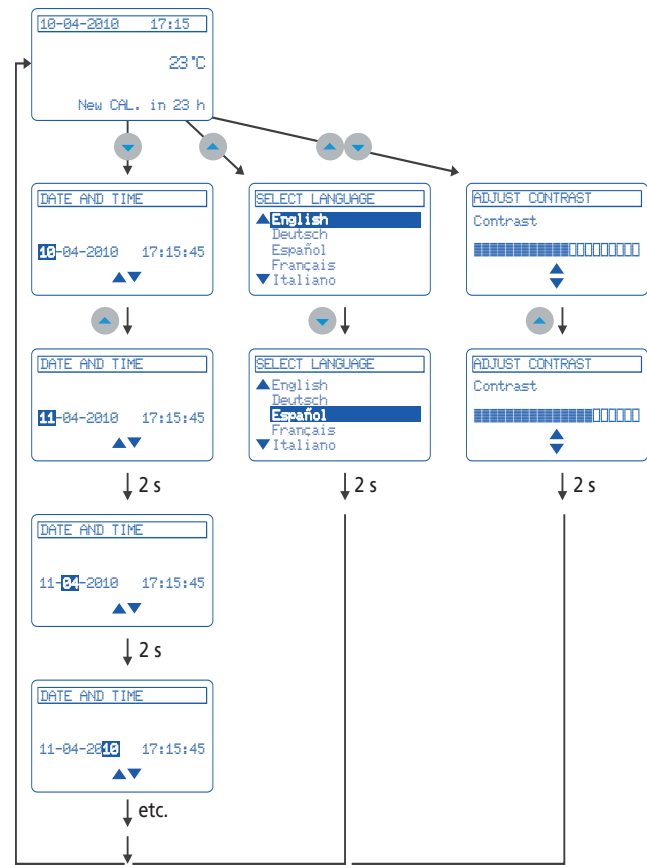 10-04-2010 17:15
23°C
New CAL. in 23 h
DATE AND TIME
10-04-2010 17:15:45
SELECT LANGUAGE
English
Deutsch
Español
Français
Italiano
ADJUST CONTRAST
Contrast
DATE AND TIME
11-04-2010 17:15:45
SELECT LANGUAGE
English
Deutsch
Español
Français
Italiano
ADJUST CONTRAST
Contrast
2 s
2 s
2 s
DATE AND TIME
11-04-2010 17:15:45
2 s
DATE AND TIME
11-04-2010 17:15:45
etc.